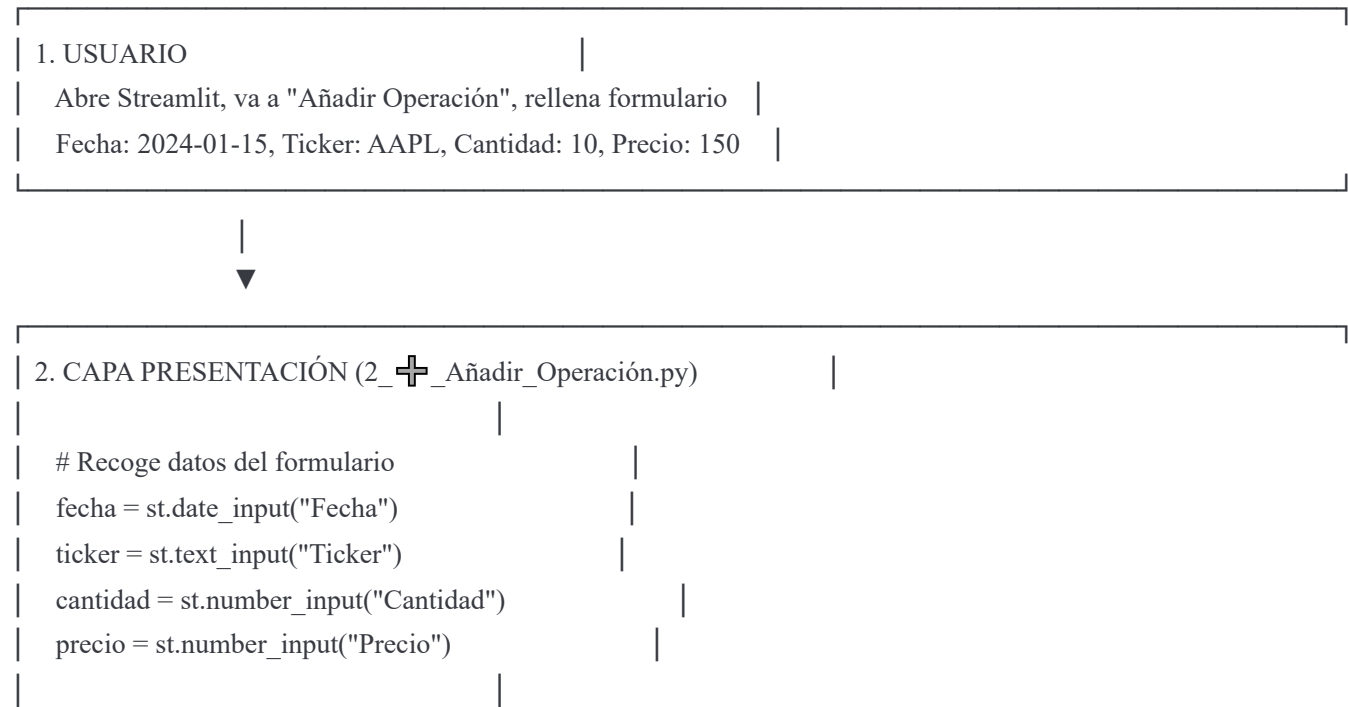 1. USUARIO
Abre Streamlit, va a "Añadir Operación", rellena formulario
Fecha: 2024-01-15, Ticker: AAPL, Cantidad: 10, Precio: 150
2. CAPA PRESENTACIÓN (2_➕_Añadir_Operación.py)
# Recoge datos del formulario
fecha = st.date_input("Fecha")
ticker = st.text_input("Ticker")
cantidad = st.number_input("Cantidad")
precio = st.number_input("Precio")